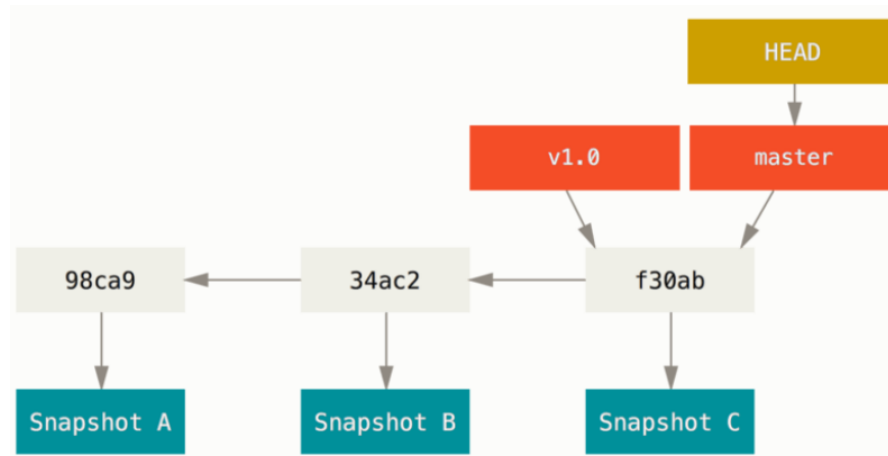 HEAD
v1.0
master
98ca9
34ac2
f30ab
Snapshot A
Snapshot B
Snapshot C